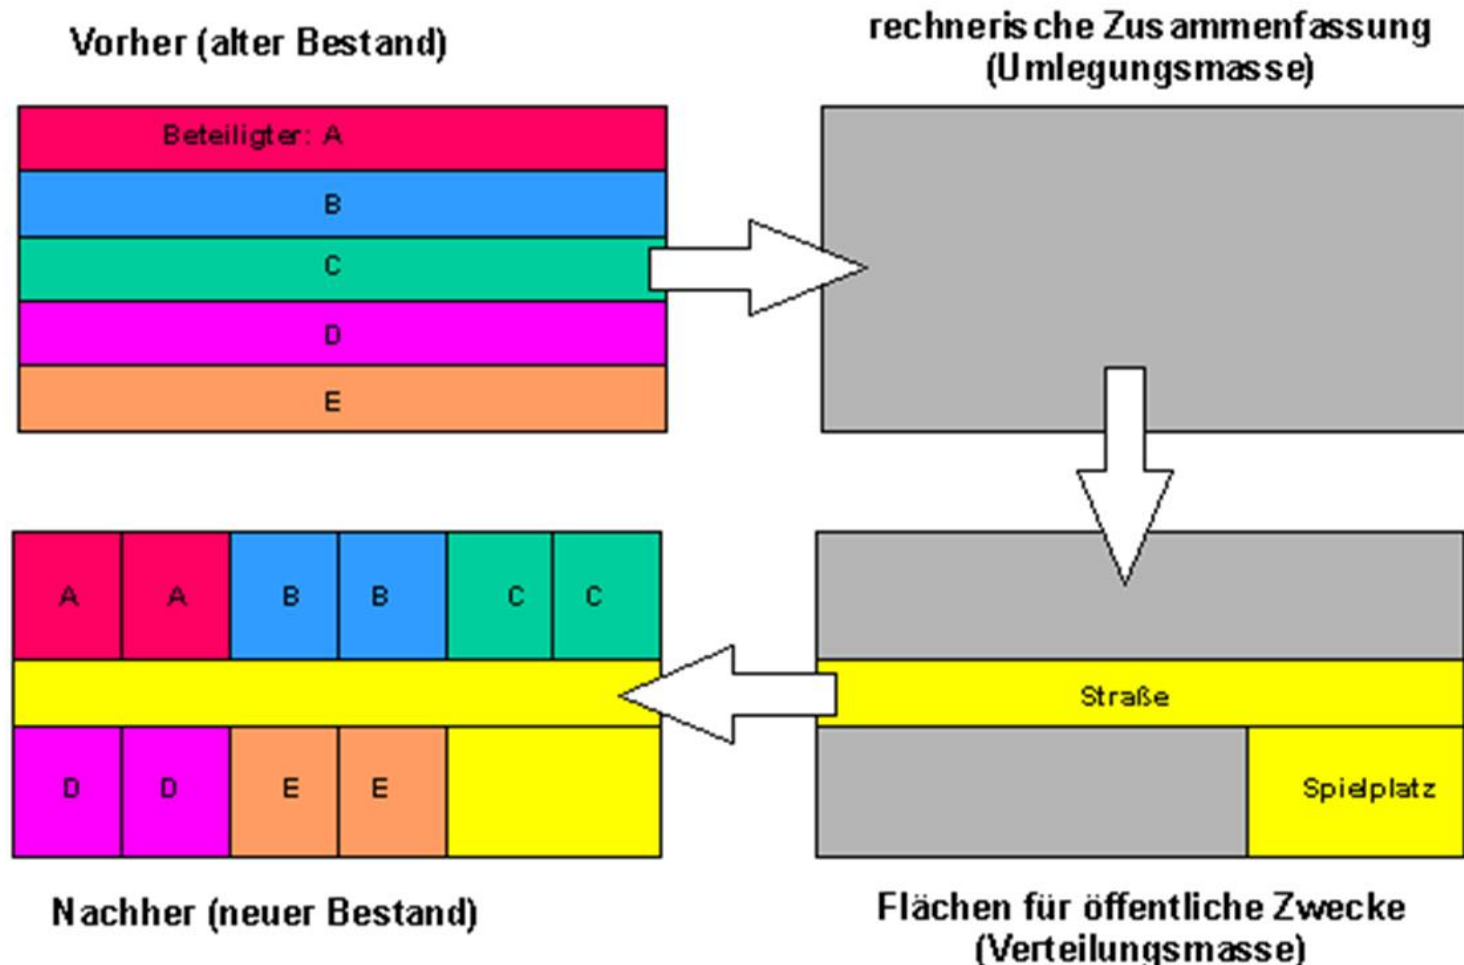 Vorher (alter Bestand)
rechnerische Zusammenfassung
(Umlegungsmasse)
Beteiligter: A
B
C
D
E
A A B B C C
Straße
D D E E
Spielplatz
Nachher (neuer Bestand)
Flächen für öffentliche Zwecke
(Verteilungsmasse)